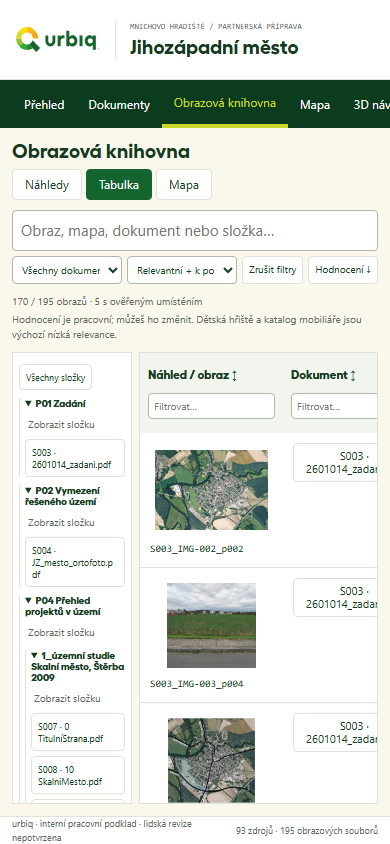 urbiq
MNICHOVO HRADIŠTĚ / PARTNERSKÁ PŘÍPRAVA
Jihozápadní město
Přehled
Dokumenty
Obrazová knihovna
Mapa
3D náv
Obrazová knihovna
Náhledy
Tabulka
Mapa
Obraz, mapa, dokument nebo složka…
Všechny dokumer
Relevantní + k po
Zrušit filtry
Hodnocení ↓
170 / 195 obrazů · 5 s ověřeným umístěním
Hodnocení je pracovní; můžeš ho změnit. Dětská hřiště a katalog mobiliáře jsou
výchozí nízká relevance.
Všechny složky
▼ P01 Zadání
Zobrazit složku
S003 ·
2601014_zadani.pdf
▼ P02 Vymezení
řešeného území
Zobrazit složku
S004 ·
JZ_mesto_ortofoto.p
df
▼ P04 Přehled
projektů v území
Zobrazit složku
▼ 1_územní studie
Skalní město, Štěrba
2009
Zobrazit složku
S007 · 0
TitulníStrana.pdf
S008 · 10
SkalniMesto.pdf
Náhled / obraz ↕
Dokument ↕
Filtrovat…
Filtrovat…
S003_IMG-002_p002
S003 ·
2601014_zadar
S003_IMG-003_p004
S003 ·
2601014_zadar
S003 ·
2601014_zadar
urbiq · interní pracovní podklad · lidská revize
nepotvrzena
93 zdrojů · 195 obrazových souborů